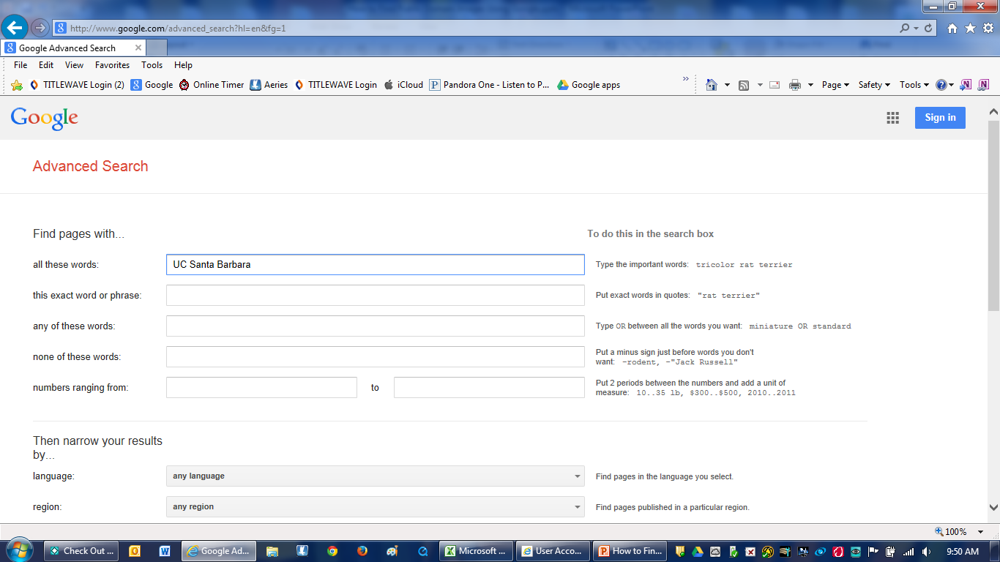 http://www.google.com/advanced_search?hl=en&fg=1
Google Advanced Search
File Edit View Favorites Tools Help
TITLEWAVE Login (2) Google Online Timer Aeries TITLEWAVE Login iCloud Pandora One - Listen to P... Google apps » Page Safety Tools
Google Sign in
Advanced Search
Find pages with... To do this in the search box
all these words: UC Santa Barbara Type the important words: tricolor rat terrier
this exact word or phrase: Put exact words in quotes: "rat terrier"
any of these words: Type OR between all the words you want: miniature OR standard
none of these words: Put a minus sign just before words you don't
want: -rodent, -"Jack Russell"
numbers ranging from: to Put 2 periods between the numbers and add a unit of
measure: 10..35 lb, $300..$500, 2010..2011
Then narrow your results
by...
language: any language Find pages in the language you select.
region: any region Find pages published in a particular region.
100%
Check Out ... Google Ad... Microsoft ... User Acco... How to Fin... 9:50 AM